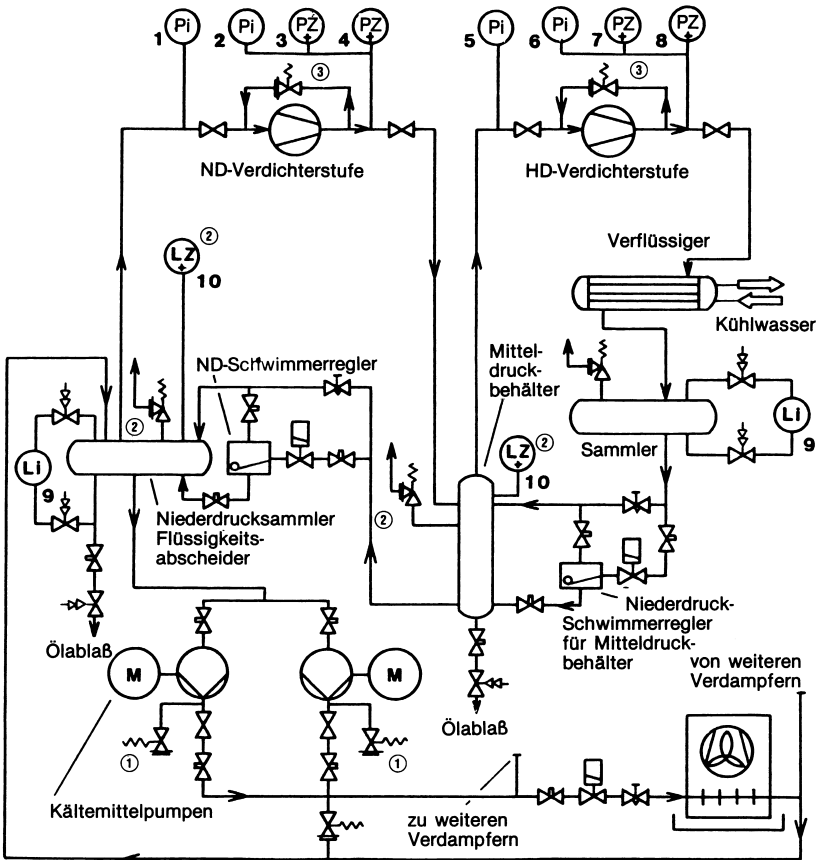 Pi
Pi
PZ
PZ
Pi
Pi
PZ
PZ
1
2
3
4
5
6
7
8
③
③
ND-Verdichterstufe
HD-Verdichterstufe
LZ
②
10
Verflüssiger
Kühlwasser
ND-Schwimmerregler
Mittel-
druck-
behälter
②
Li
9
Sammler
Li
9
LZ
②
10
Niederdrucksammler
Flüssigkeits-
abscheider
②
Ölablaß
Niederdruck-
Schwimmerregler
für Mitteldruck-
behälter
von weiteren
Verdampfern
M
M
Ölablaß
①
①
Kältemittelpumpen
zu weiteren
Verdampfern